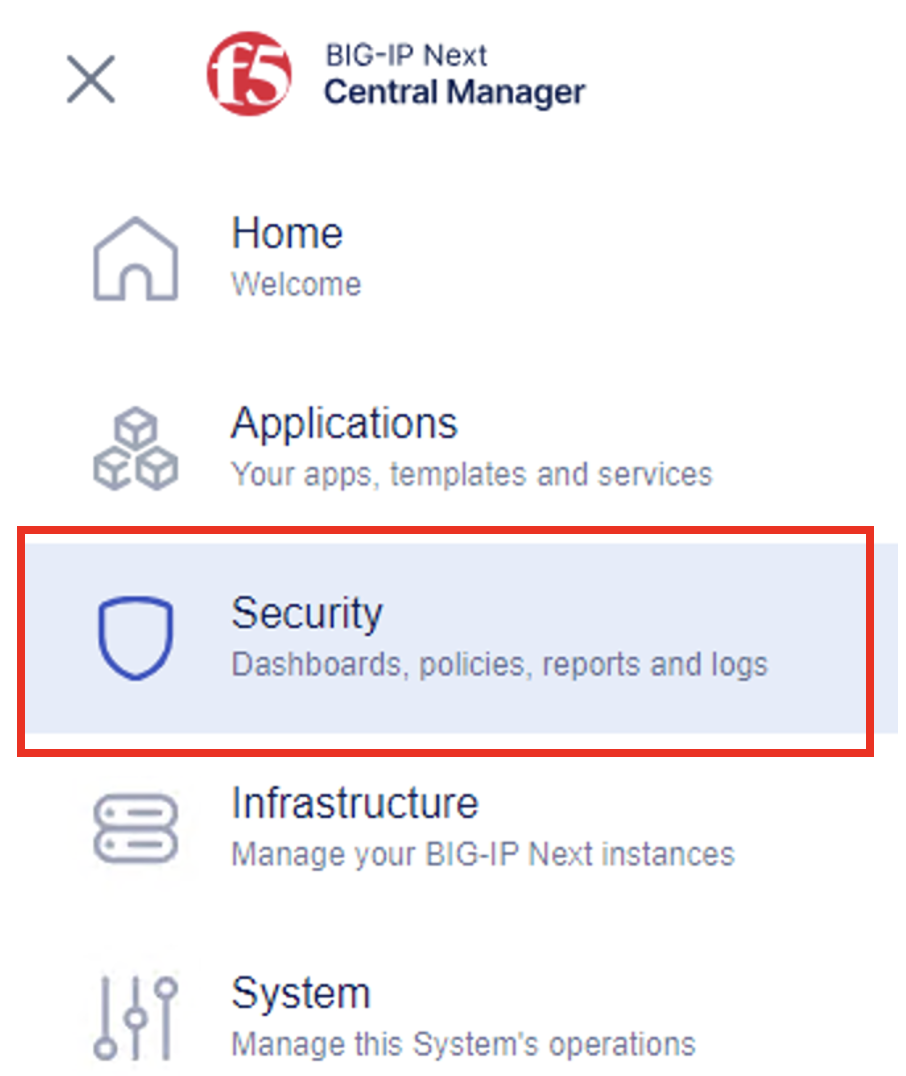 f5
BIG-IP Next
Central Manager
Home
Welcome
Applications
Your apps, templates and services
Security
Dashboards, policies, reports and logs
Infrastructure
Manage your BIG-IP Next instances
System
Manage this System's operations